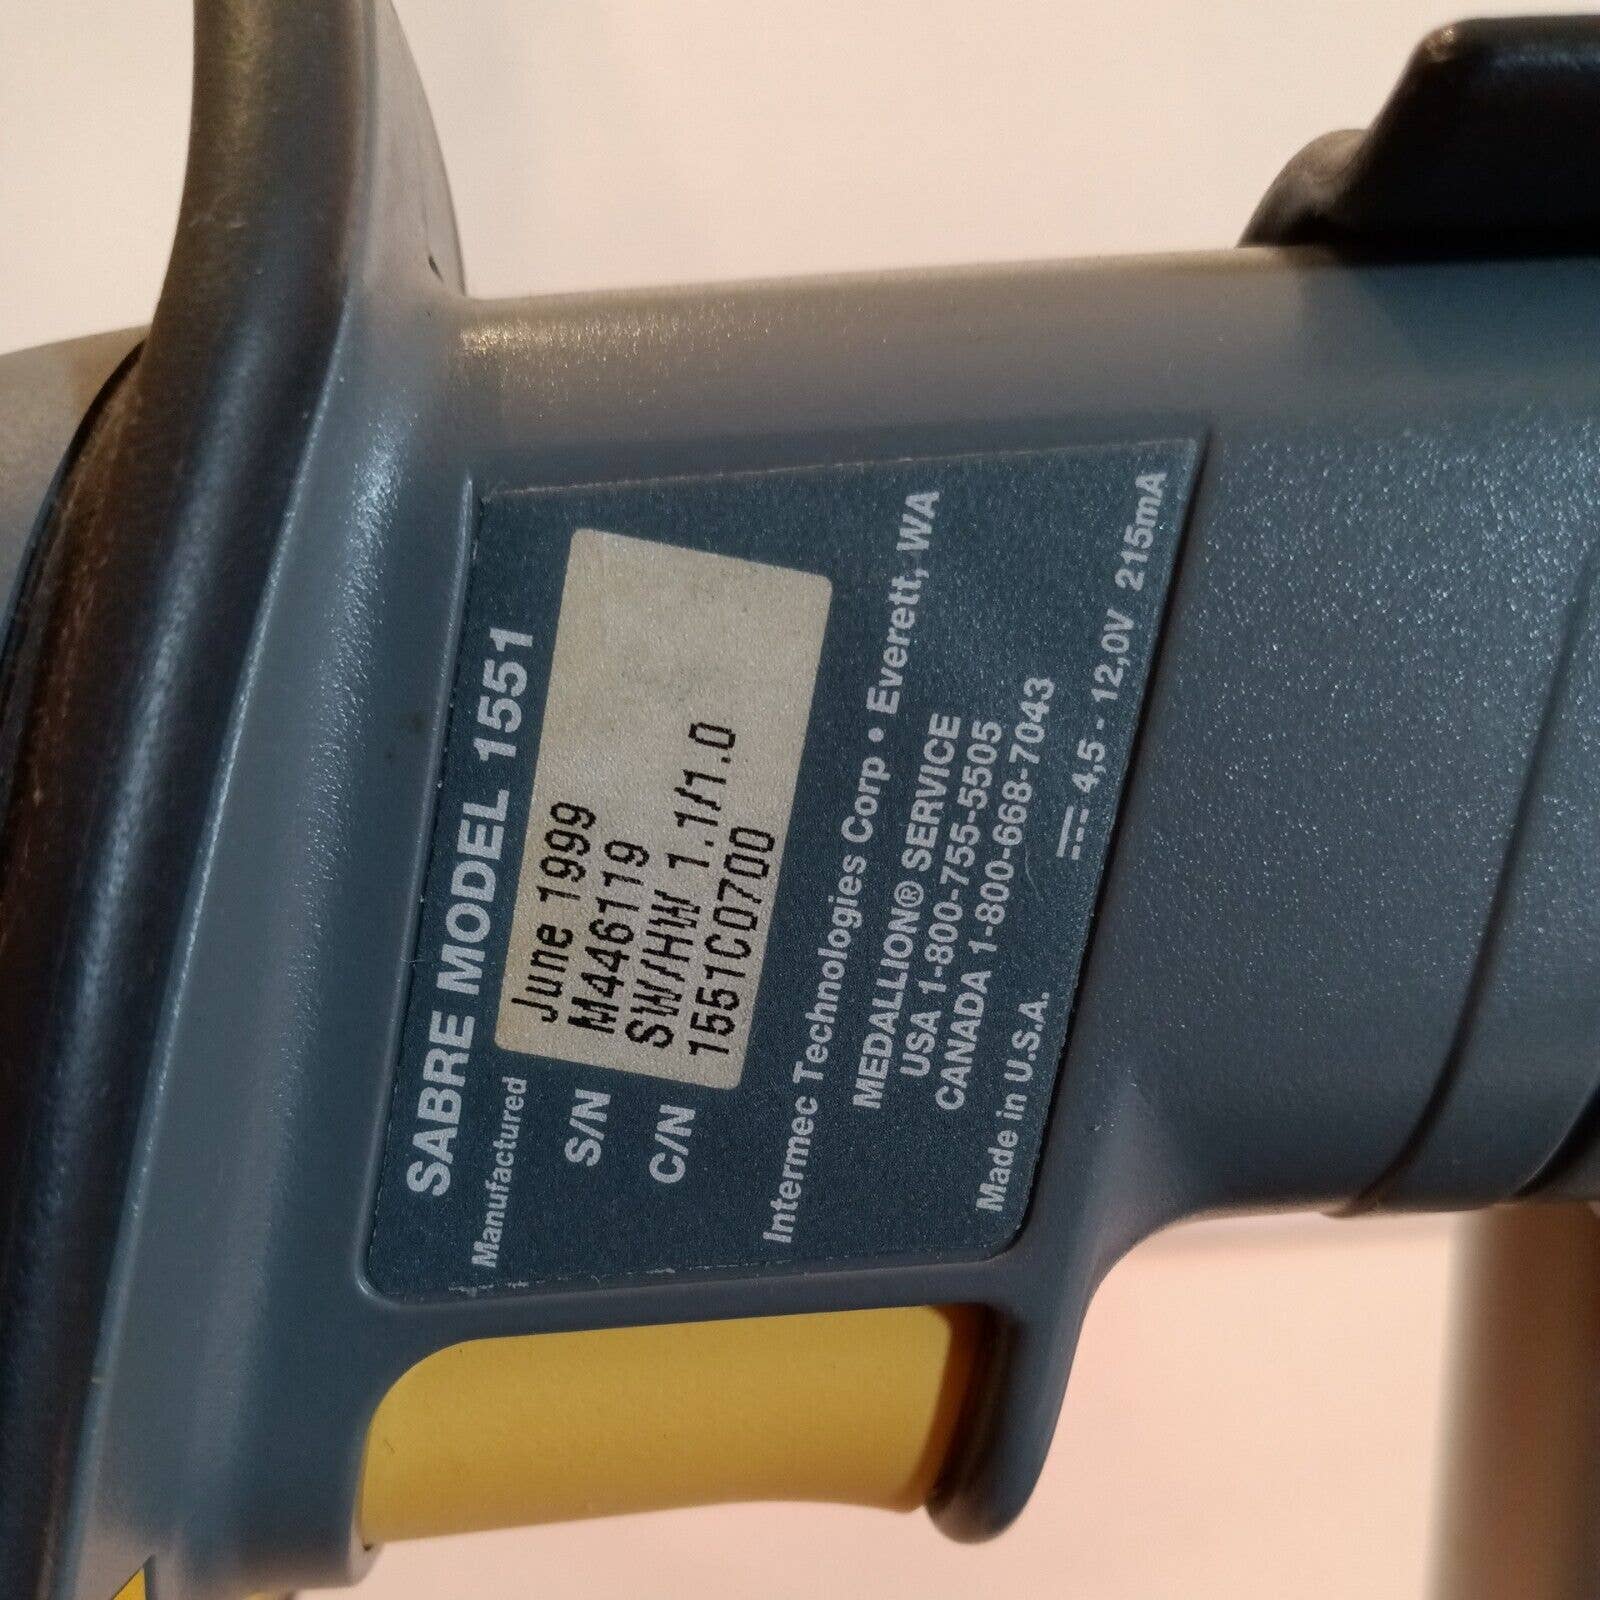 SABRE MODEL 1551
Manufactured June 1999
S/N M446119
SW/HW 1.1/1.0
C/N 1551C0700
Intermec Technologies Corp • Everett, WA
MEDALLION® SERVICE
USA 1-800-755-5505
CANADA 1-800-668-7043
Made in U.S.A. ⎓ 4,5 - 12,0V 215mA